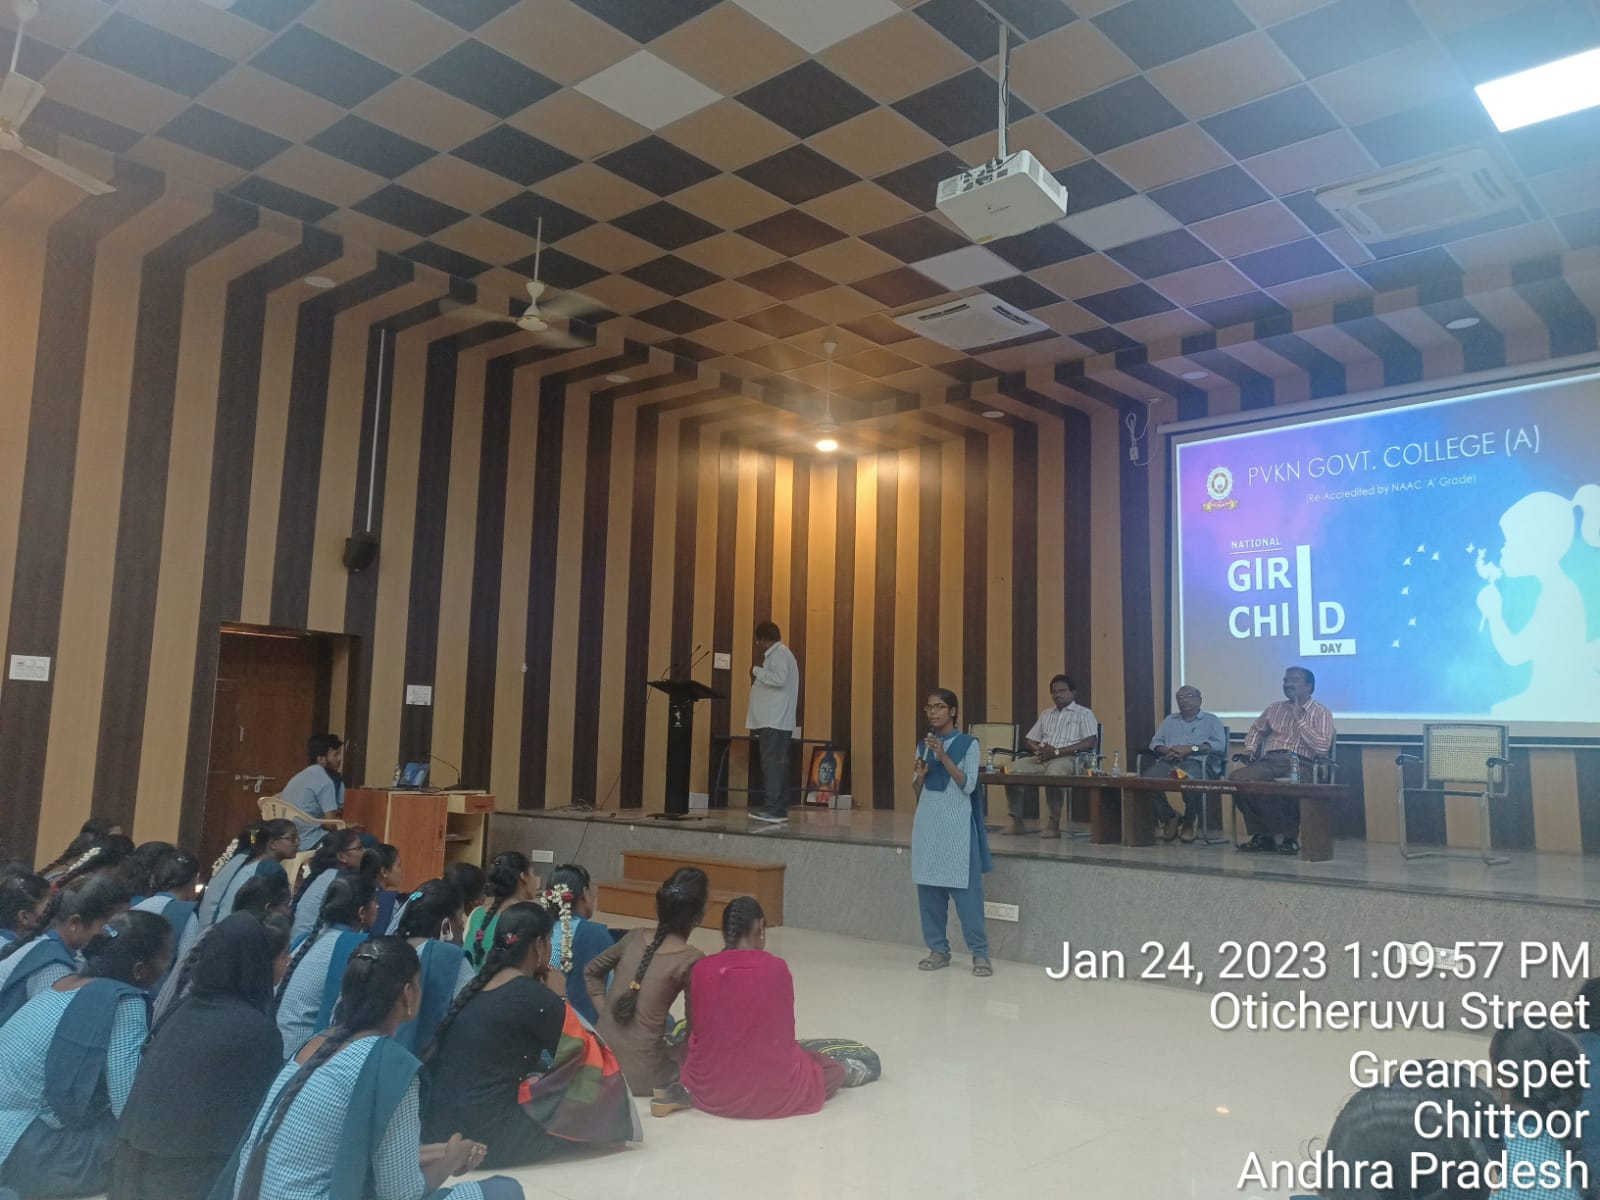 PVKN GOVT. COLLEGE (A)
(Re-Accredited by NAAC 'A' Grade)
NATIONAL
GIRL
CHILD
DAY
Jan 24, 2023 1:09:57 PM
Oticheruvu Street
Greamspet
Chittoor
Andhra Pradesh